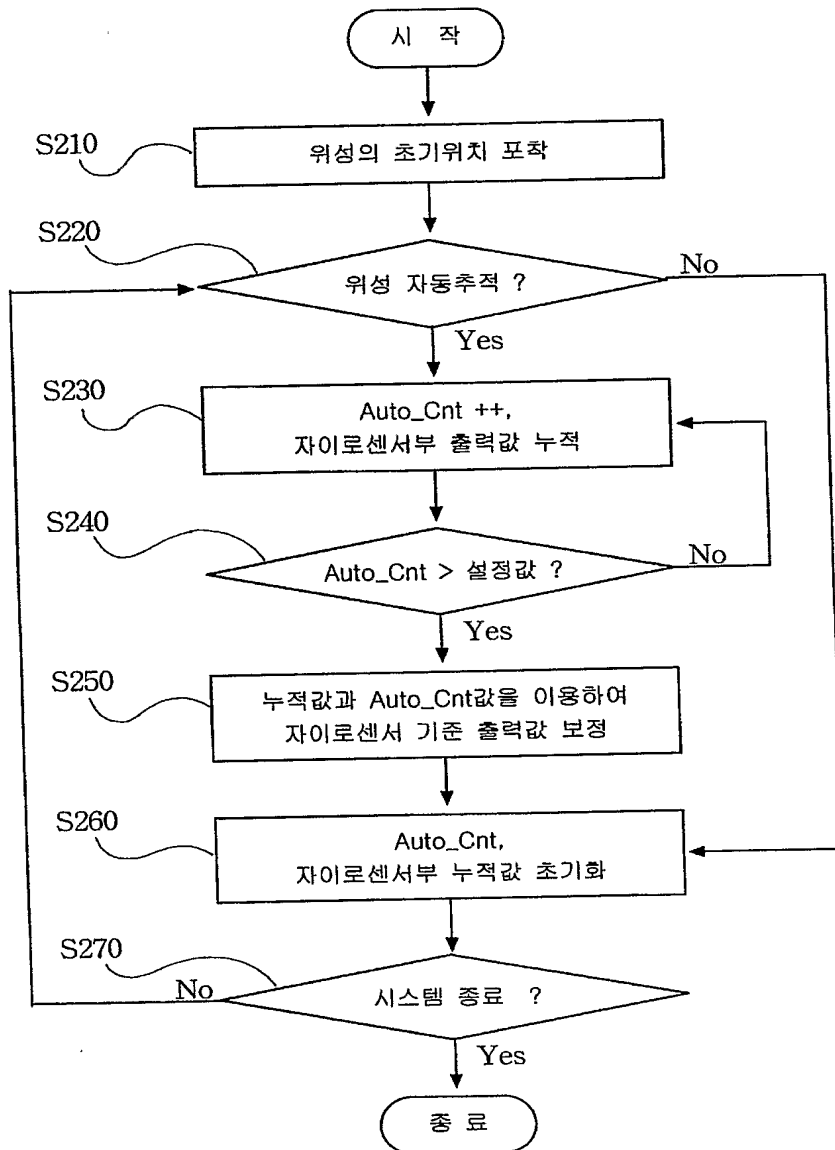 시 작
S210
위성의 초기위치 포착
S220
위성 자동추적 ?
No
Yes
S230
Auto_Cnt ++,
자이로센서부 출력값 누적
S240
Auto_Cnt > 설정값 ?
No
Yes
S250
누적값과 Auto_Cnt값을 이용하여
자이로센서 기준 출력값 보정
S260
Auto_Cnt,
자이로센서부 누적값 초기화
S270
No
시스템 종료 ?
Yes
종 료